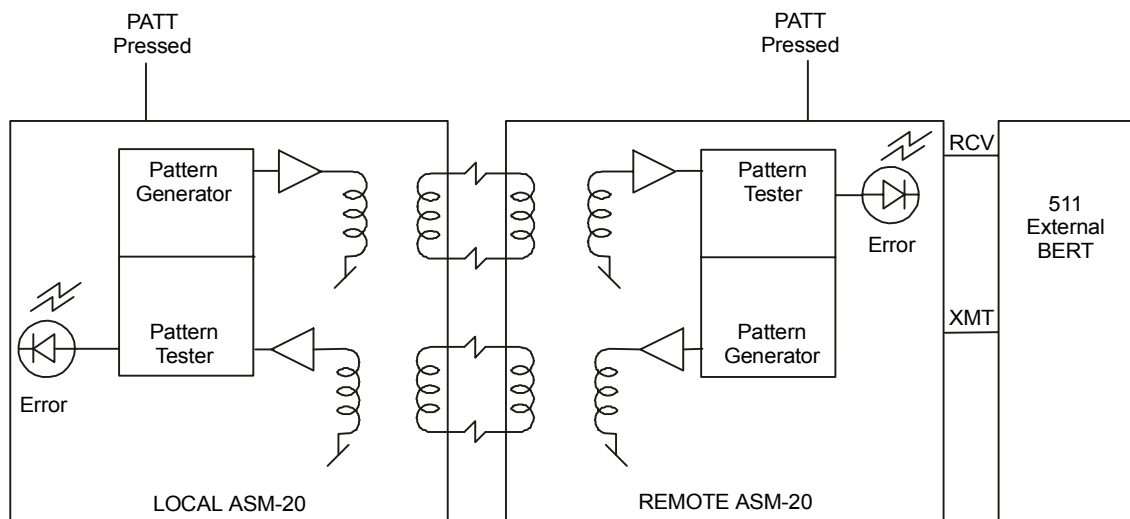 PATT
Pressed
PATT
Pressed
Pattern
Generator
Pattern
Tester
RCV
511
External
BERT
Error
XMT
Pattern
Tester
Pattern
Generator
Error
LOCAL ASM-20
REMOTE ASM-20